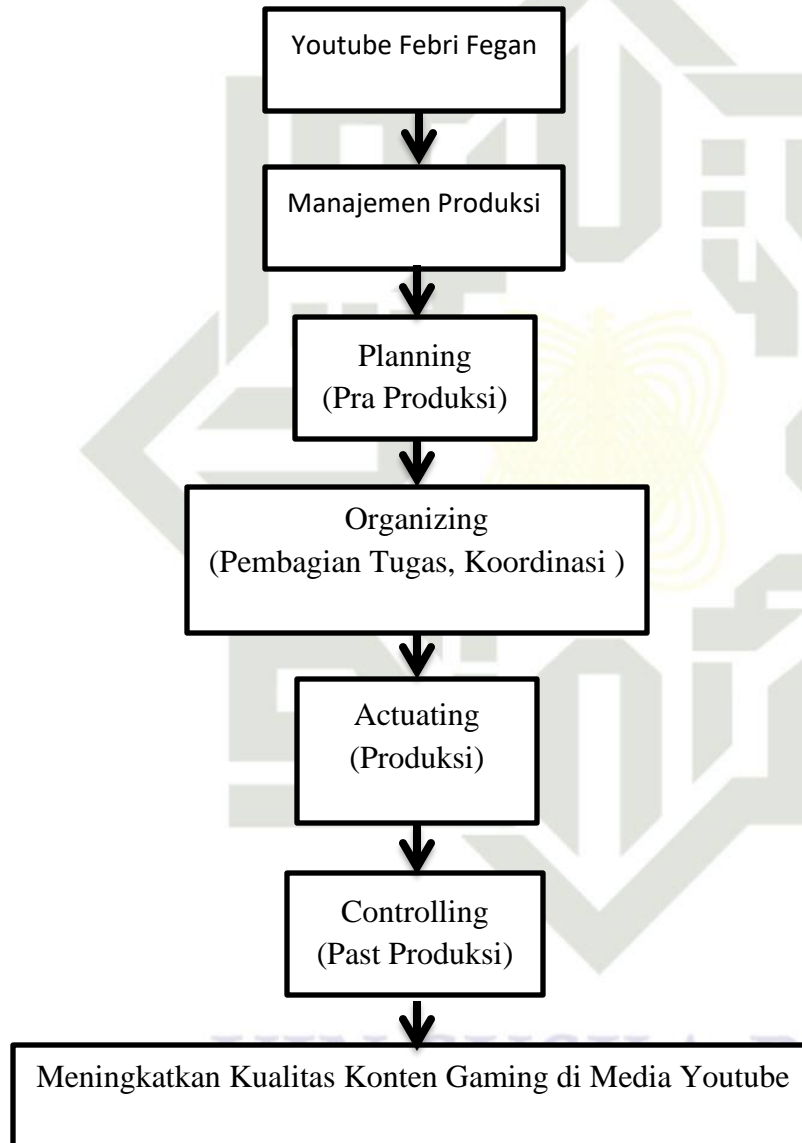 Youtube Febri Fegan
Manajemen Produksi
Planning
(Pra Produksi)
Organizing
(Pembagian Tugas, Koordinasi )
Actuating
(Produksi)
Controlling
(Past Produksi)
Meningkatkan Kualitas Konten Gaming di Media Youtube